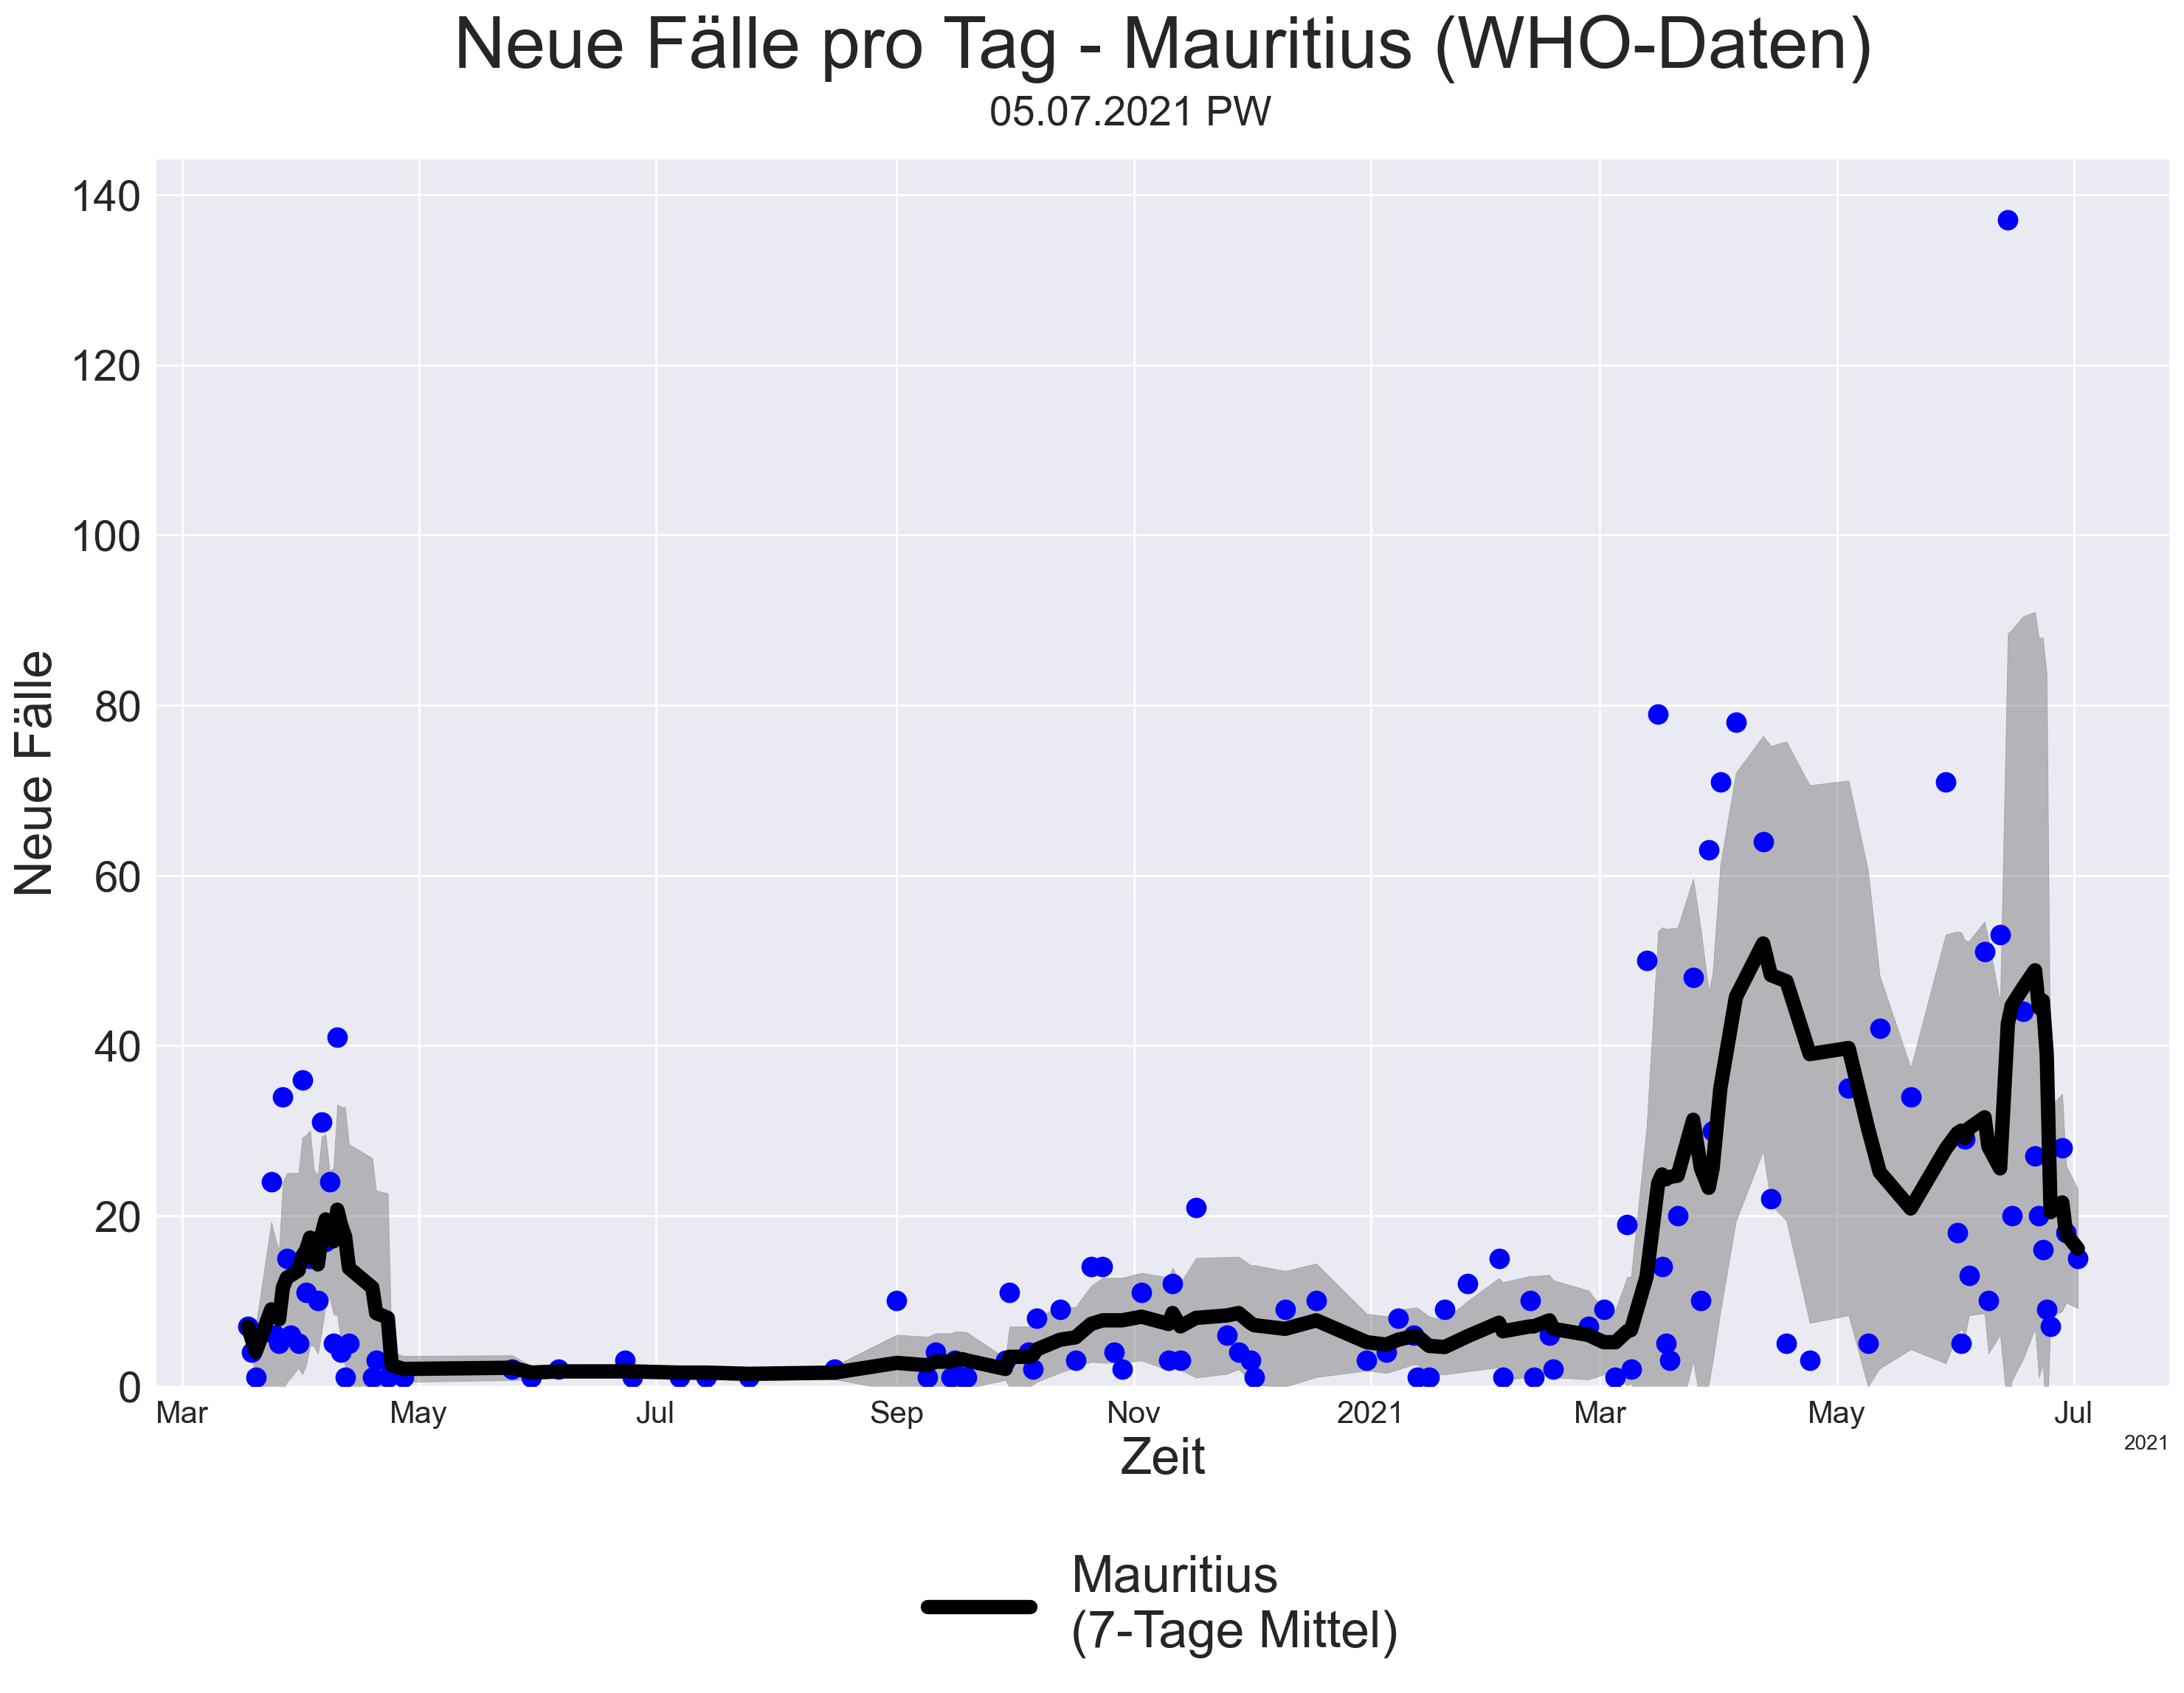 Neue Fälle pro Tag - Mauritius (WHO-Daten)
05.07.2021 PW
140
120
100
80
60
40
20
0
Neue Fälle
Mar May Jul Sep Nov 2021 Mar May Jul
2021
Zeit
Mauritius
(7-Tage Mittel)